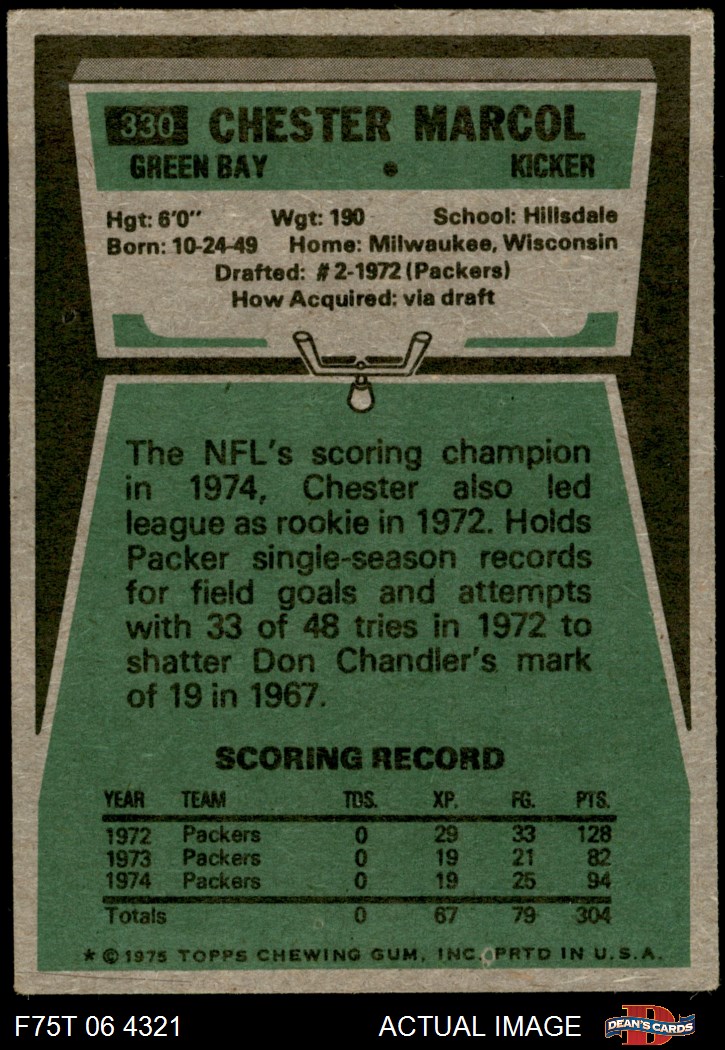 330 CHESTER MARCOL
GREEN BAY • KICKER
Hgt: 6'0" Wgt: 190 School: Hillsdale
Born: 10-24-49 Home: Milwaukee, Wisconsin
Drafted: #2-1972 (Packers)
How Acquired: via draft
The NFL's scoring champion
in 1974, Chester also led
league as rookie in 1972. Holds
Packer single-season records
for field goals and attempts
with 33 of 48 tries in 1972 to
shatter Don Chandler's mark
of 19 in 1967.
SCORING RECORD
YEAR TEAM TDS. XP. FG. PTS.
1972 Packers 0 29 33 128
1973 Packers 0 19 21 82
1974 Packers 0 19 25 94
Totals 0 67 79 304
* © 1975 TOPPS CHEWING GUM, INC. PRTD IN U.S.A.
F75T 06 4321 ACTUAL IMAGE D DEAN'S CARDS